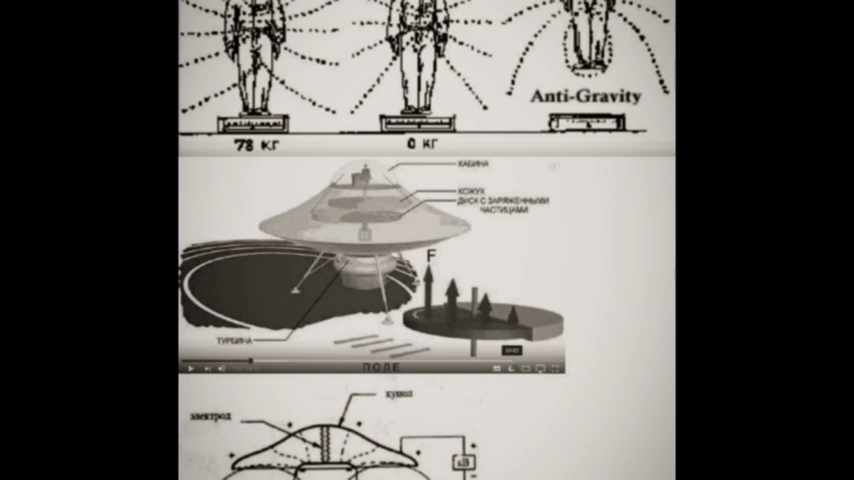 Anti-Gravity
78 КГ
0 КГ
КАБИНА
КОЖУХ
ДИСК С ЗАРЯЖЕННЫМИ
ЧАСТИЦАМИ
F
ТУРБИНА
ПОЛЕ
купол
электрод
кВ